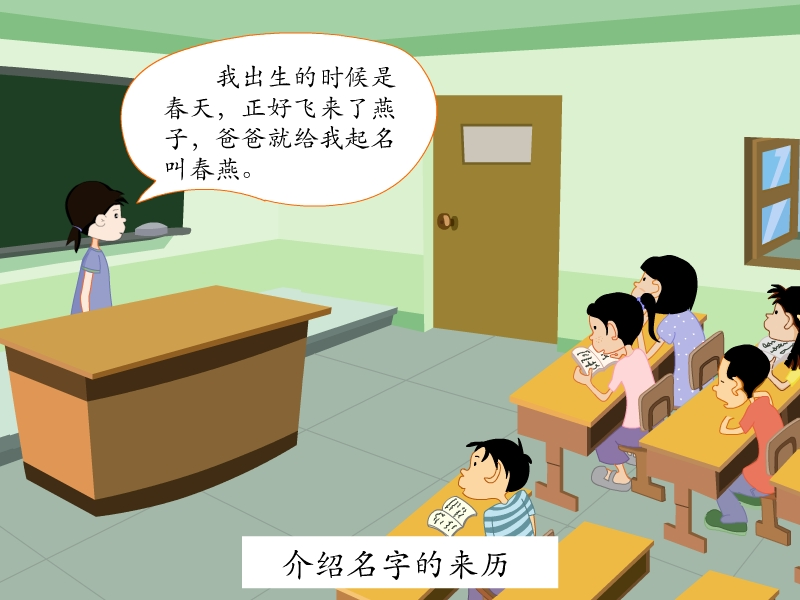 我出生的时候是
春天，正好飞来了燕
子，爸爸就给我起名
叫春燕。
介绍名字的来历